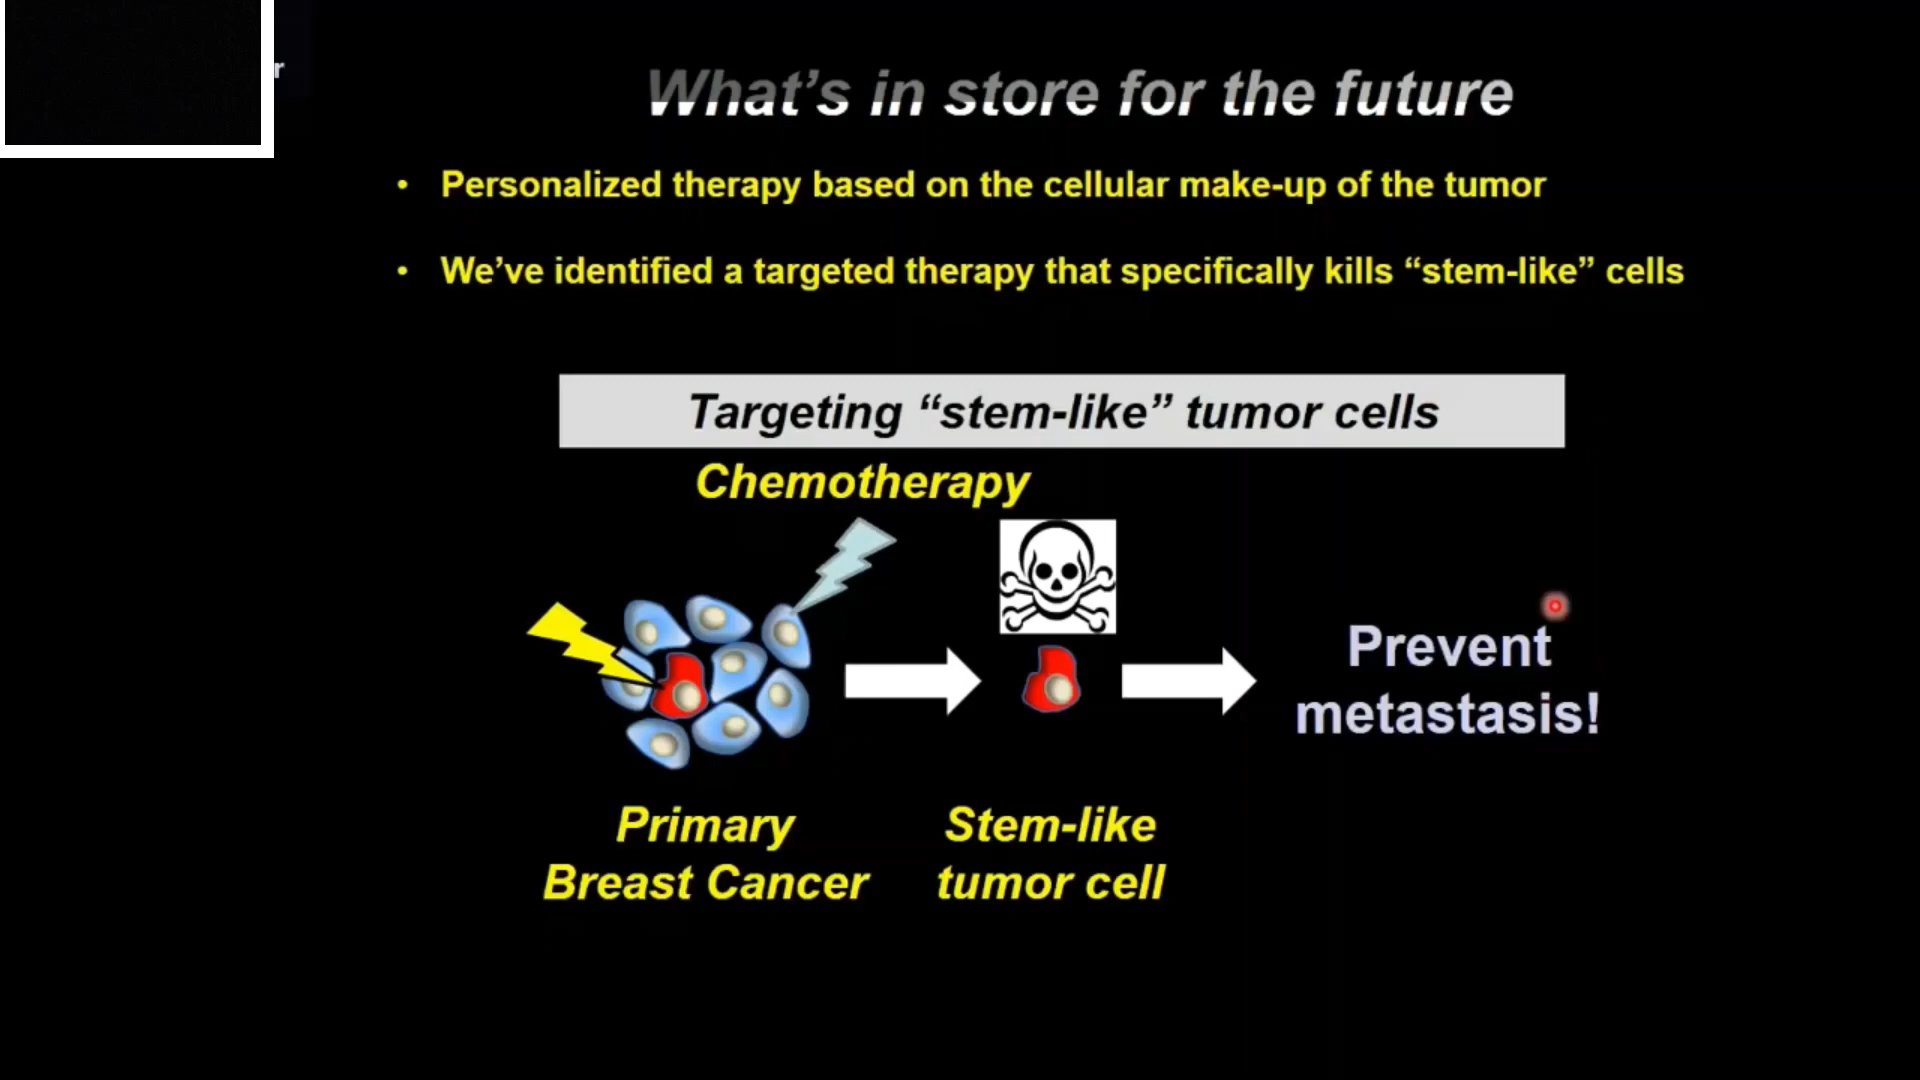 r
What’s in store for the future
• Personalized therapy based on the cellular make-up of the tumor
• We’ve identified a targeted therapy that specifically kills “stem-like” cells
Targeting “stem-like” tumor cells
Chemotherapy
Prevent
metastasis!
Primary
Breast Cancer
Stem-like
tumor cell